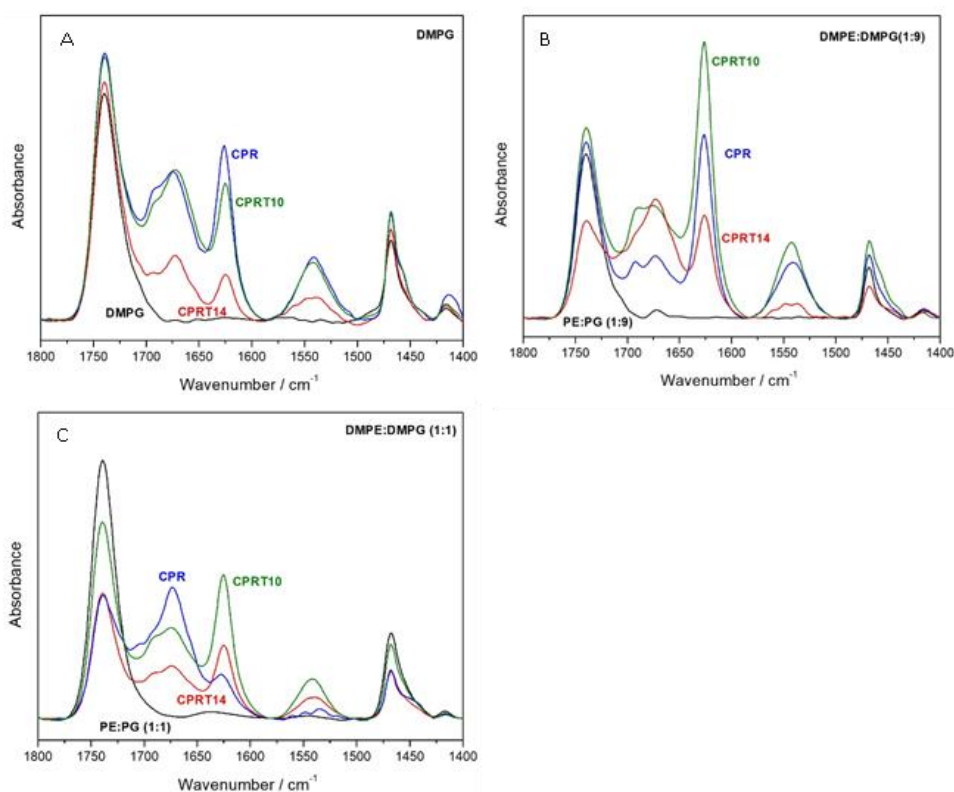 A
DMPG
CPR
CPRT10
DMPG
CPRT14
Absorbance
1800 1750 1700 1650 1600 1550 1500 1450 1400
Wavenumber / cm⁻¹
B
DMPE:DMPG(1:9)
CPRT10
CPR
CPRT14
PE:PG (1:9)
Absorbance
1800 1750 1700 1650 1600 1550 1500 1450 1400
Wavenumber / cm⁻¹
C
DMPE:DMPG (1:1)
CPR
CPRT10
CPRT14
PE:PG (1:1)
Absorbance
1800 1750 1700 1650 1600 1550 1500 1450 1400
Wavenumber / cm⁻¹